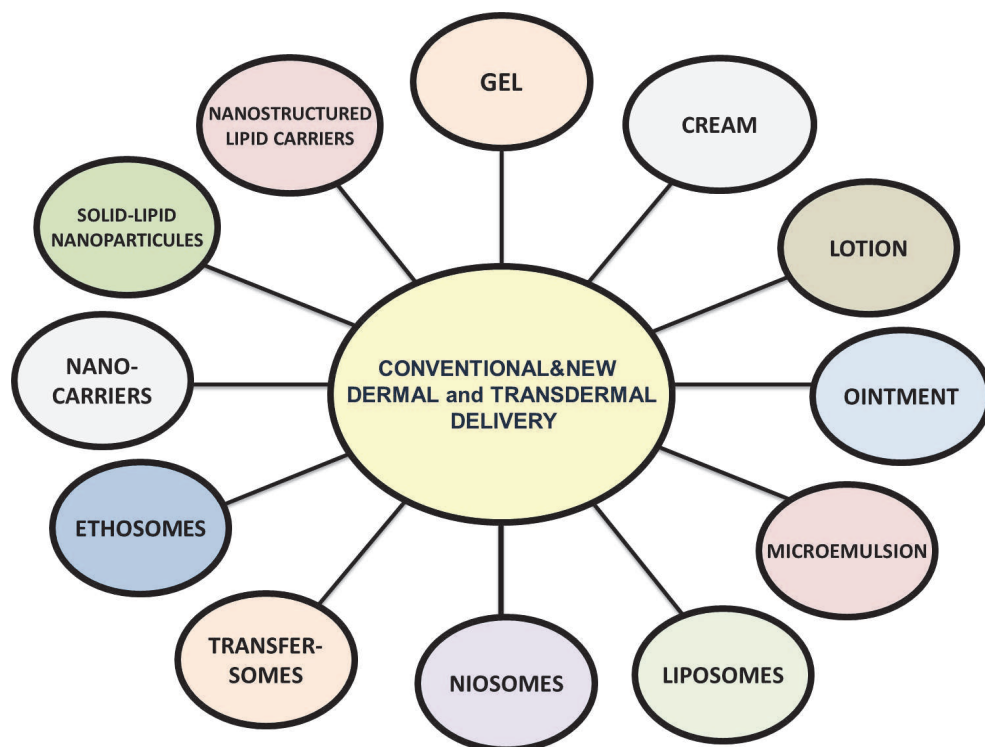 GEL
CREAM
LOTION
OINTMENT
MICROEMULSION
LIPOSOMES
NIOSOMES
TRANSFER-
SOMES
ETHOSOMES
NANO-
CARRIERS
SOLID-LIPID
NANOPARTICULES
NANOSTRUCTURED
LIPID CARRIERS
CONVENTIONAL&NEW
DERMAL and TRANSDERMAL
DELIVERY